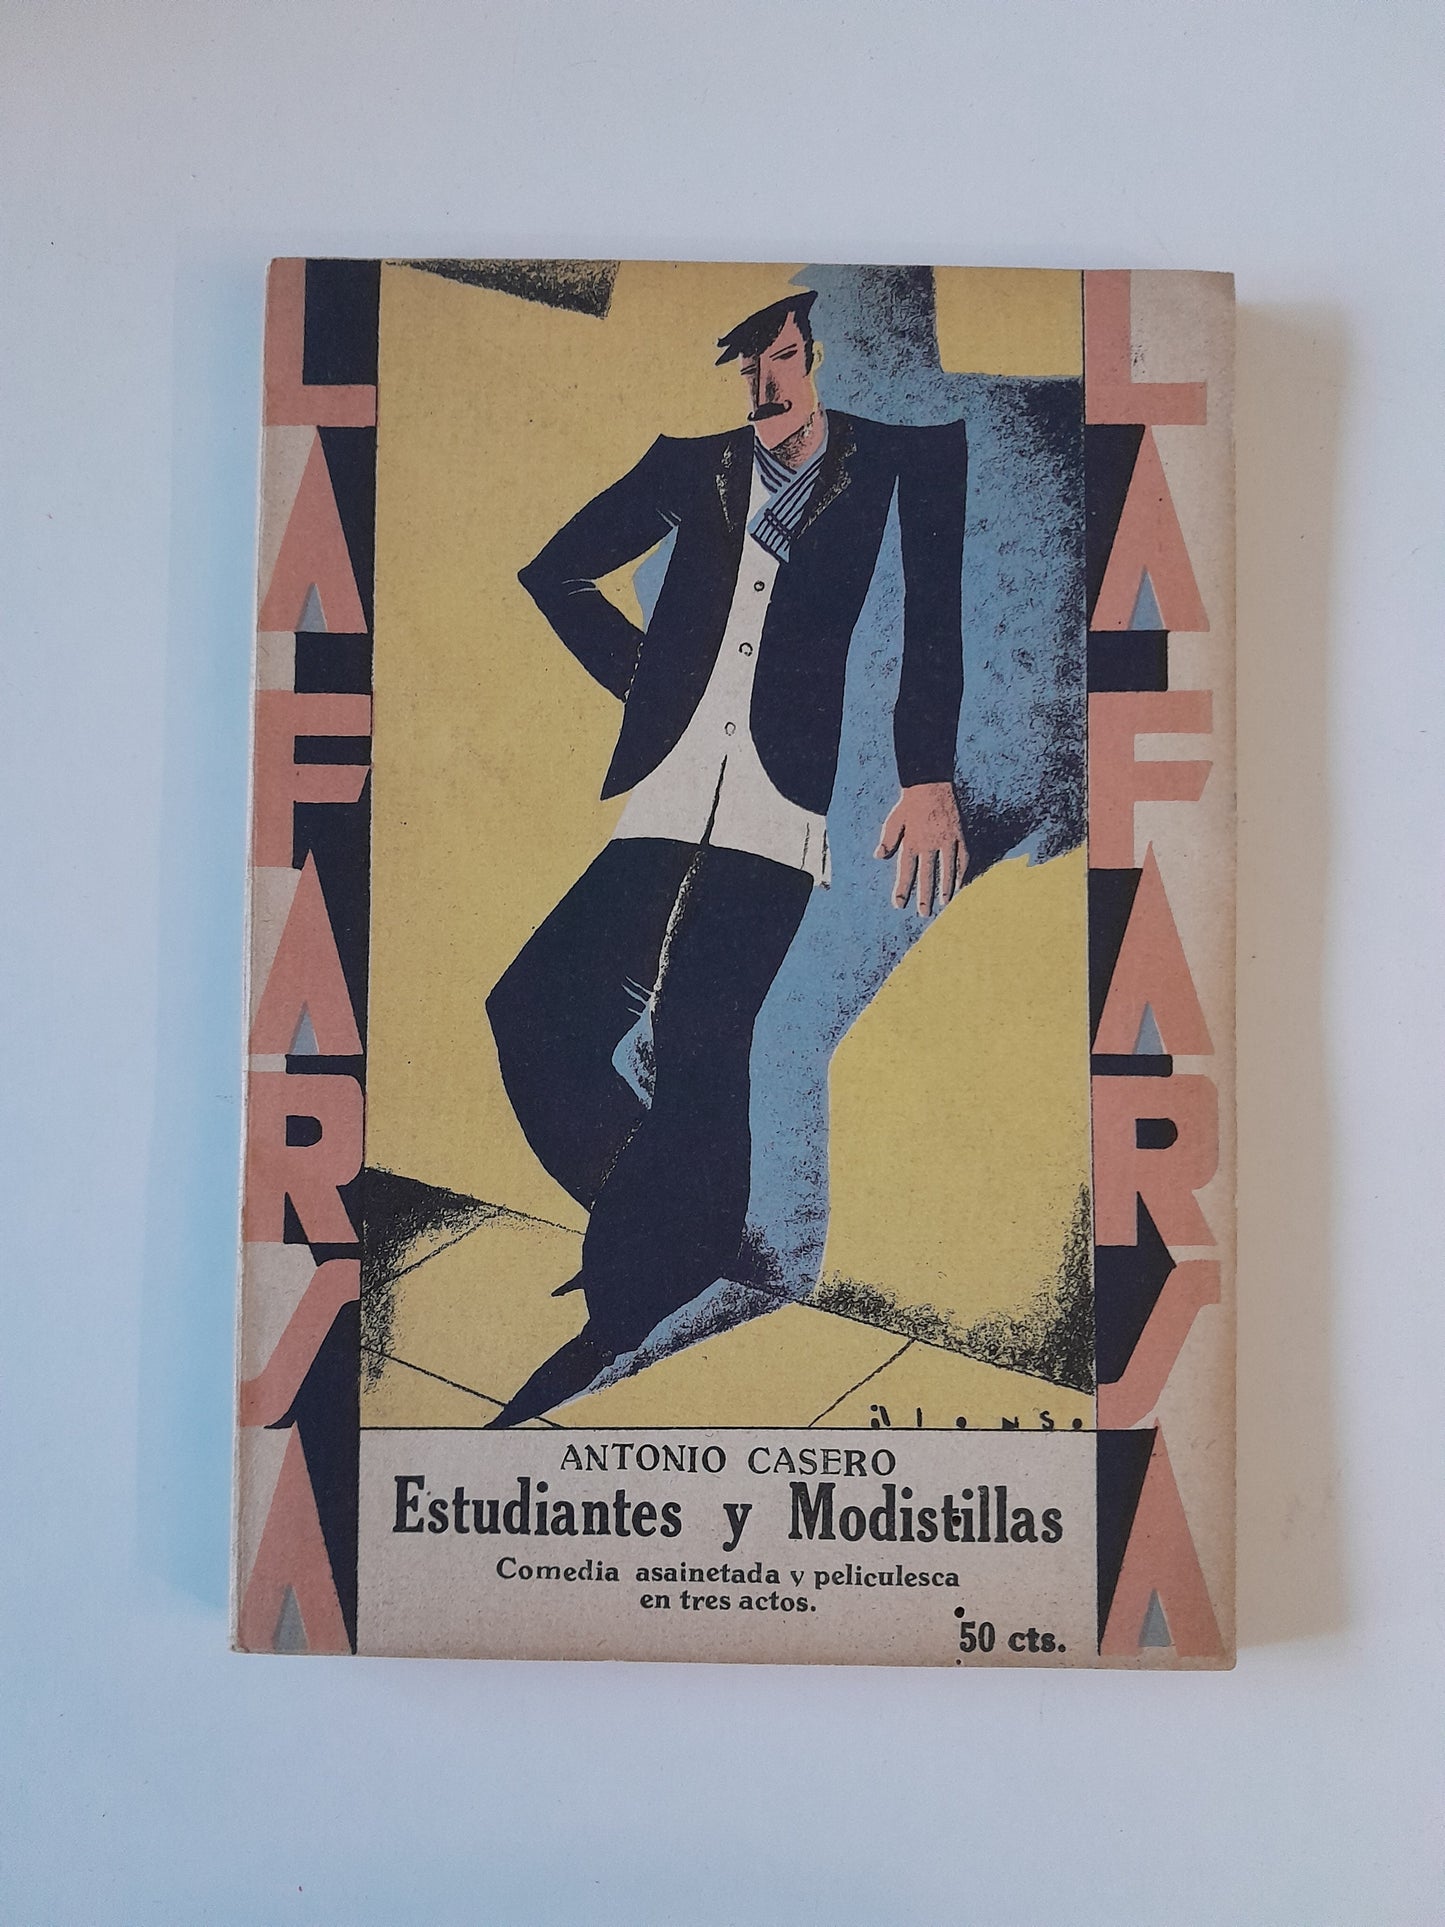 LA FARSA
LA FARSA
ALONSO
ANTONIO CASERO
Estudiantes y Modistillas
Comedia asainetada y peliculesca
en tres actos.
50 cts.